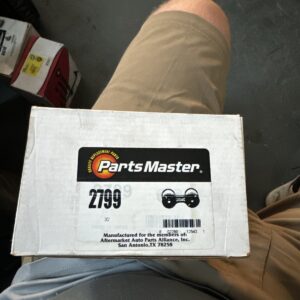 PartsMaster®
2799
Manufactured for the members of:
Aftermarket Auto Parts Alliance, Inc.
San Antonio, TX 78258